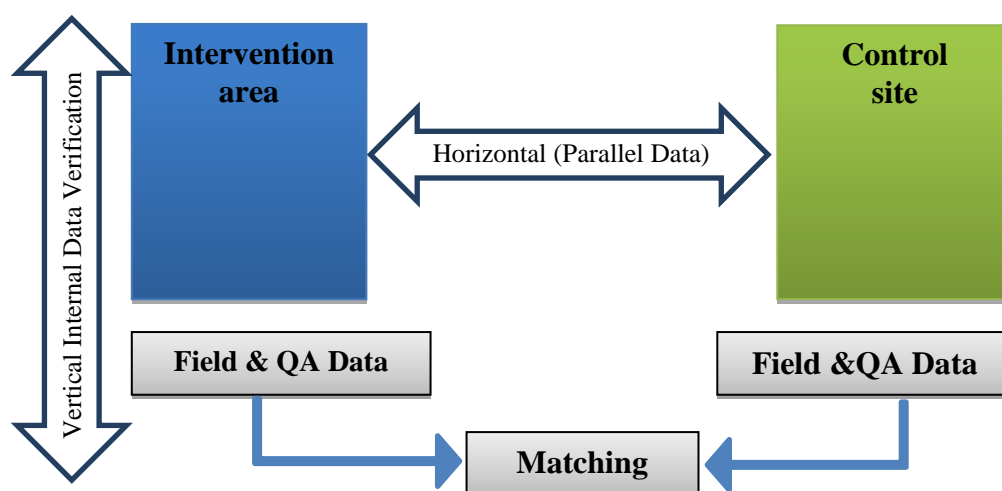 Intervention
area
Control
site
Vertical Internal Data Verification
Horizontal (Parallel Data)
Field & QA Data
Field &QA Data
Matching